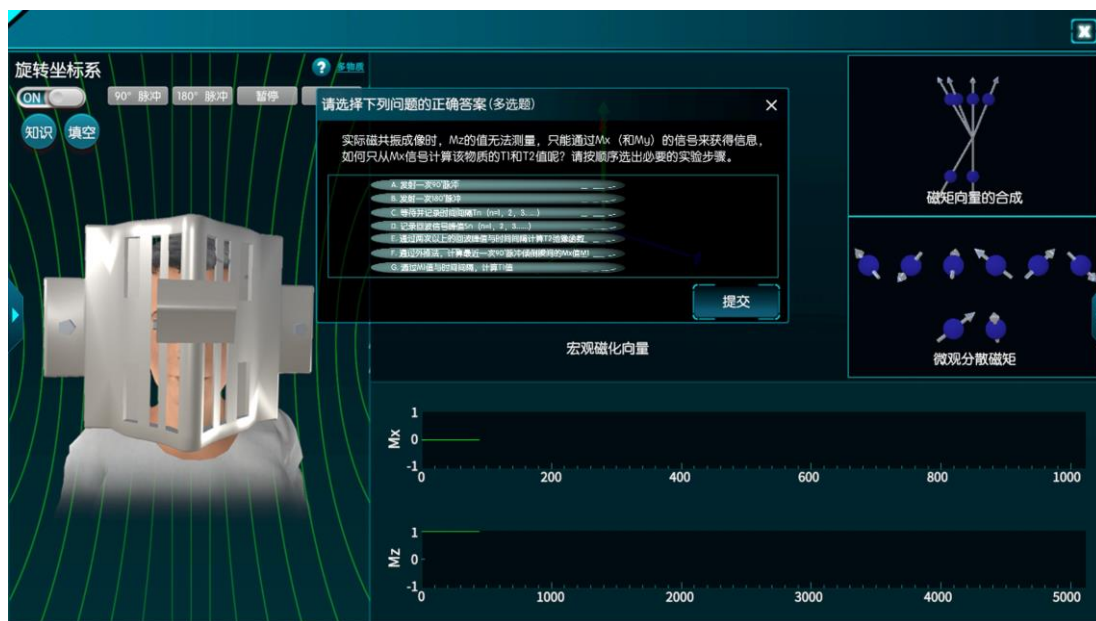 旋转坐标系
ON
90° 脉冲
180° 脉冲
暂停
? 多物质
知识
填空
请选择下列问题的正确答案(多选题)
实际磁共振成像时，Mz的值无法测量，只能通过Mx（和My）的信号来获得信息，
如何只从Mx信号计算该物质的T1和T2值呢？请按顺序选出必要的实验步骤。
A. 发射一次90°脉冲
B. 发射一次180°脉冲
C. 等待并记录时间间隔Tn（n=1，2，3……）
D. 记录回波信号峰值Sn（n=1，2，3……）
E. 通过两次以上的回波峰值与时间间隔计算T2弛豫函数
F. 通过外推法，计算最近一次90°脉冲
G. 通过M1值与时间间隔，计算T1值
提交
磁矩向量的合成
微观分散磁矩
宏观磁化向量
Mx
1
0
-1
0 200 400 600 800 1000
Mz
1
0
-1
0 1000 2000 3000 4000 5000